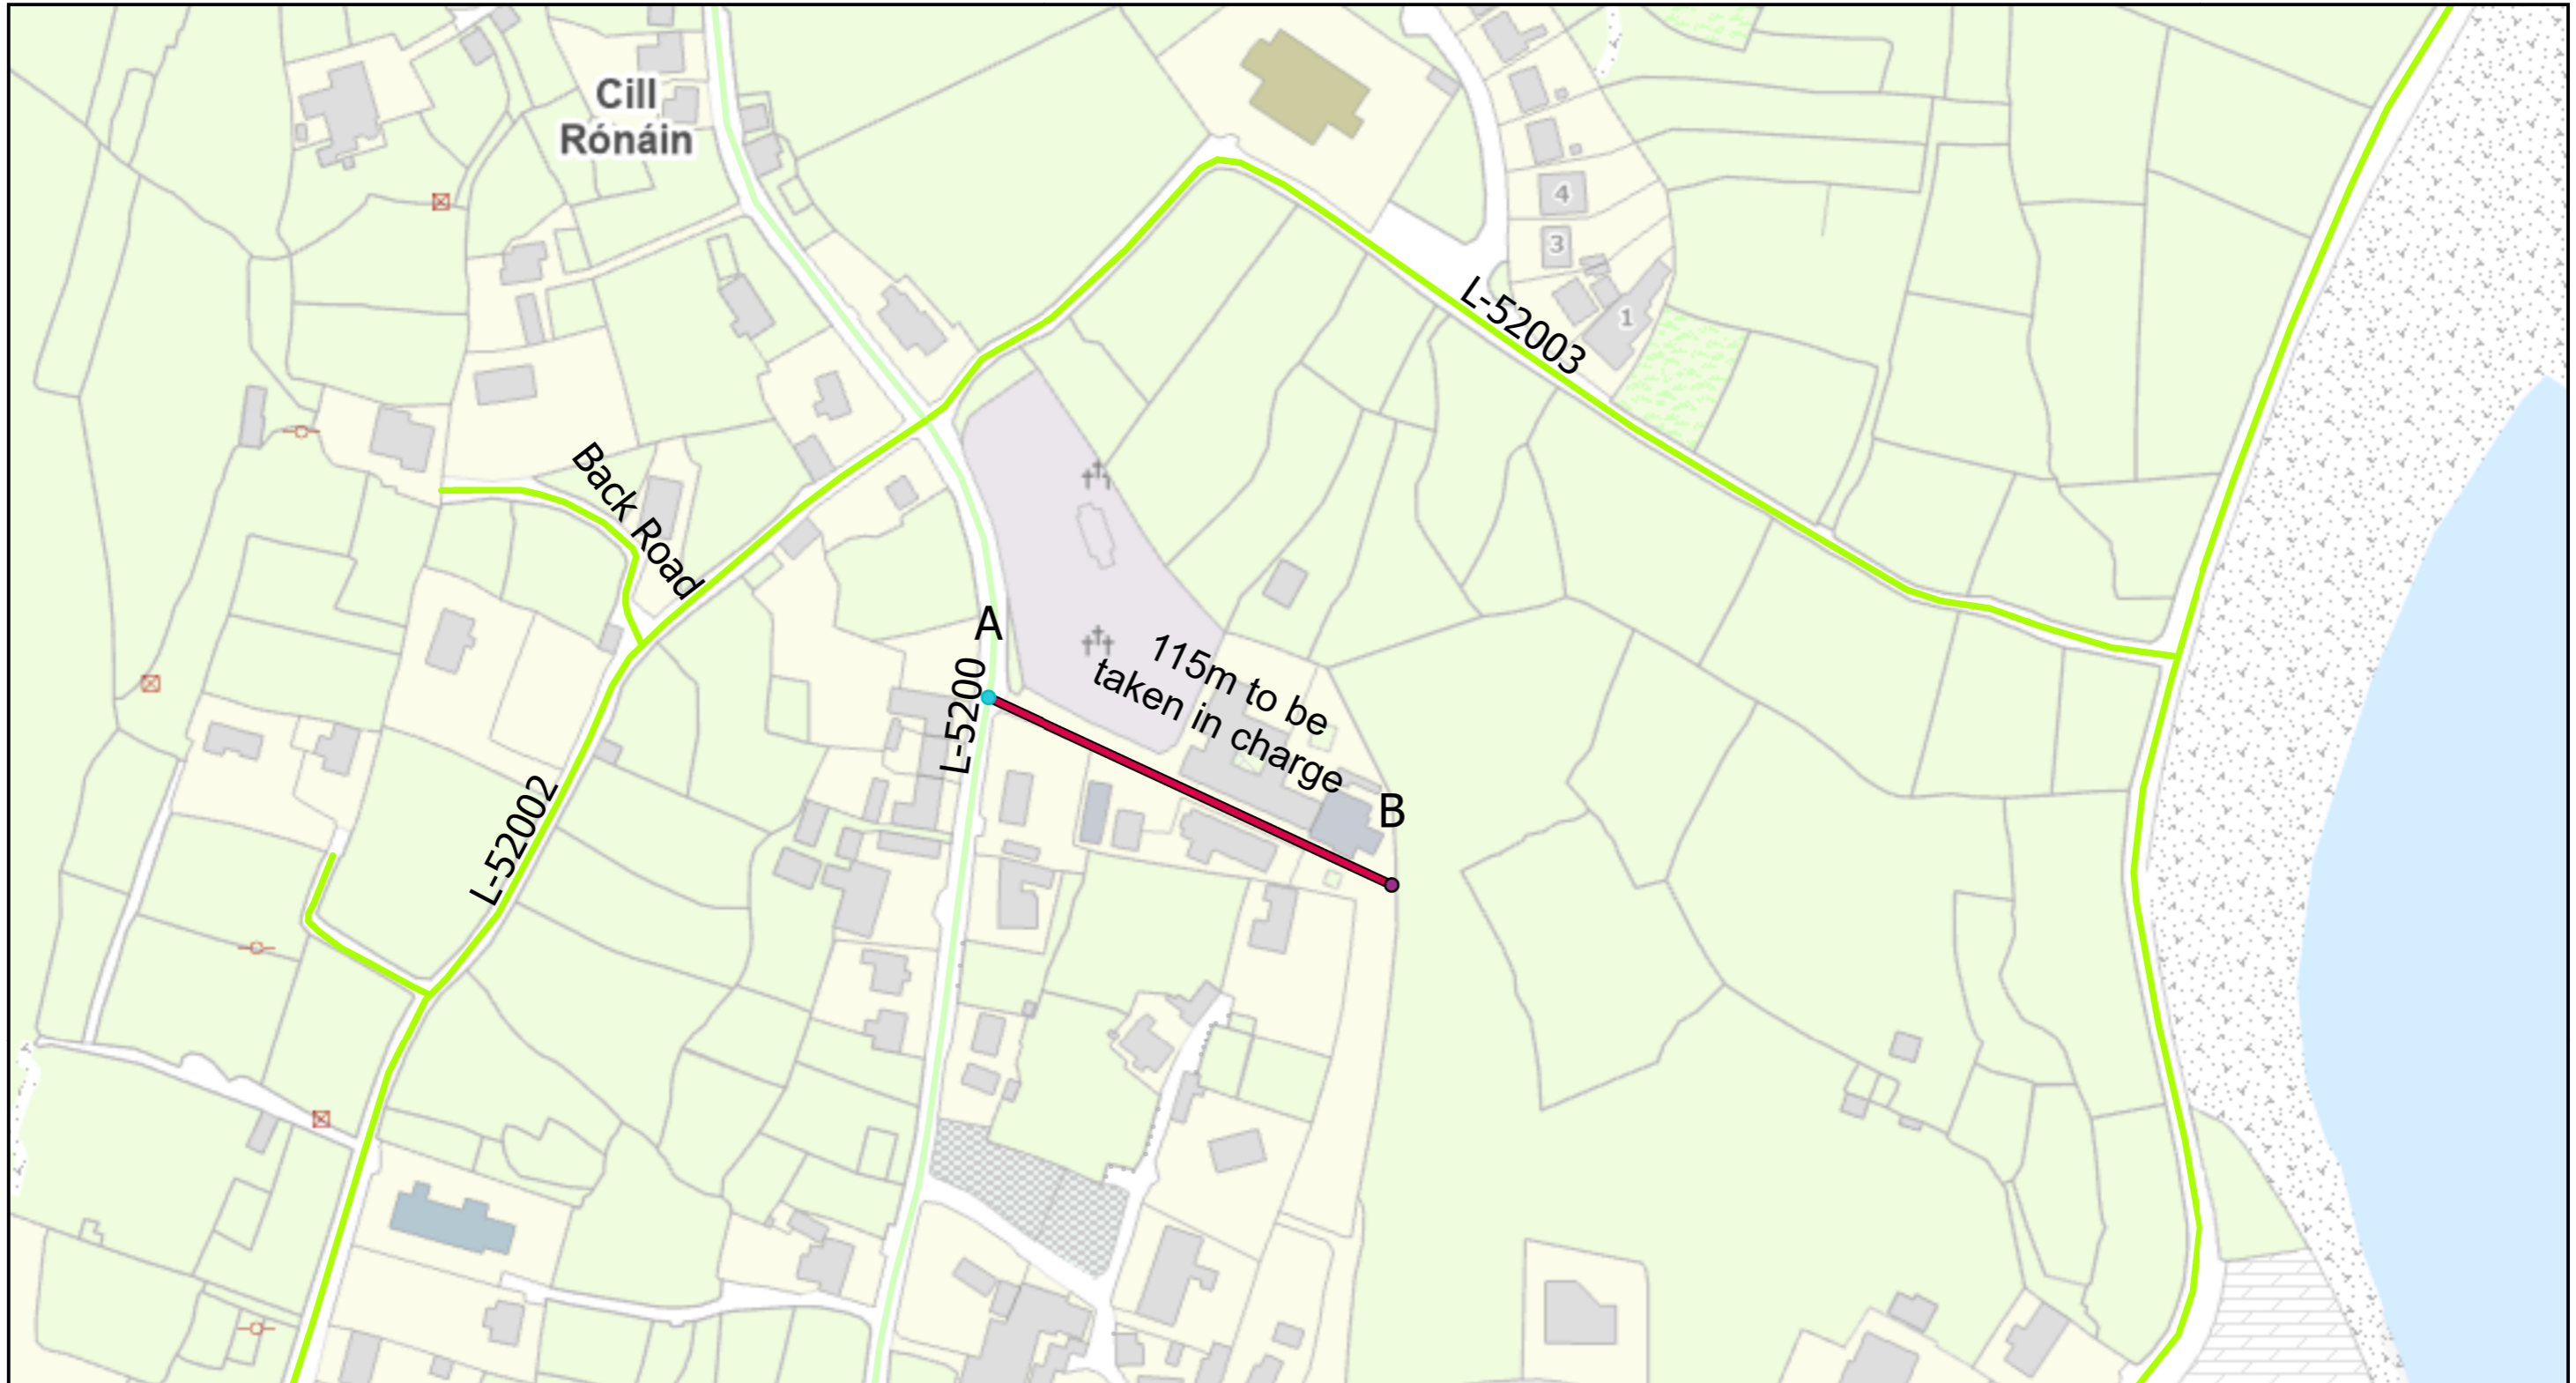 Cill
Rónáin
4
3
1
L-52003
Back Road
A
115m to be
taken in charge
L-5200
B
L-52002